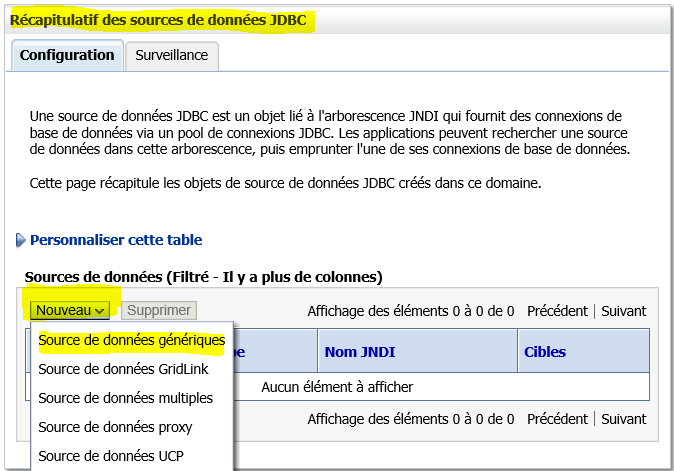 Récapitulatif des sources de données JDBC
Configuration Surveillance
Une source de données JDBC est un objet lié à l'arborescence JNDI qui fournit des connexions de
base de données via un pool de connexions JDBC. Les applications peuvent rechercher une source
de données dans cette arborescence, puis emprunter l'une de ses connexions de base de données.
Cette page récapitule les objets de source de données JDBC créés dans ce domaine.
Personnaliser cette table
Sources de données (Filtré - Il y a plus de colonnes)
Nouveau Supprimer Affichage des éléments 0 à 0 de 0 Précédent Suivant
Source de données génériques
Nom JNDI Cibles
Source de données GridLink
Aucun élément à afficher
Source de données multiples
Source de données proxy Affichage des éléments 0 à 0 de 0 Précédent Suivant
Source de données UCP